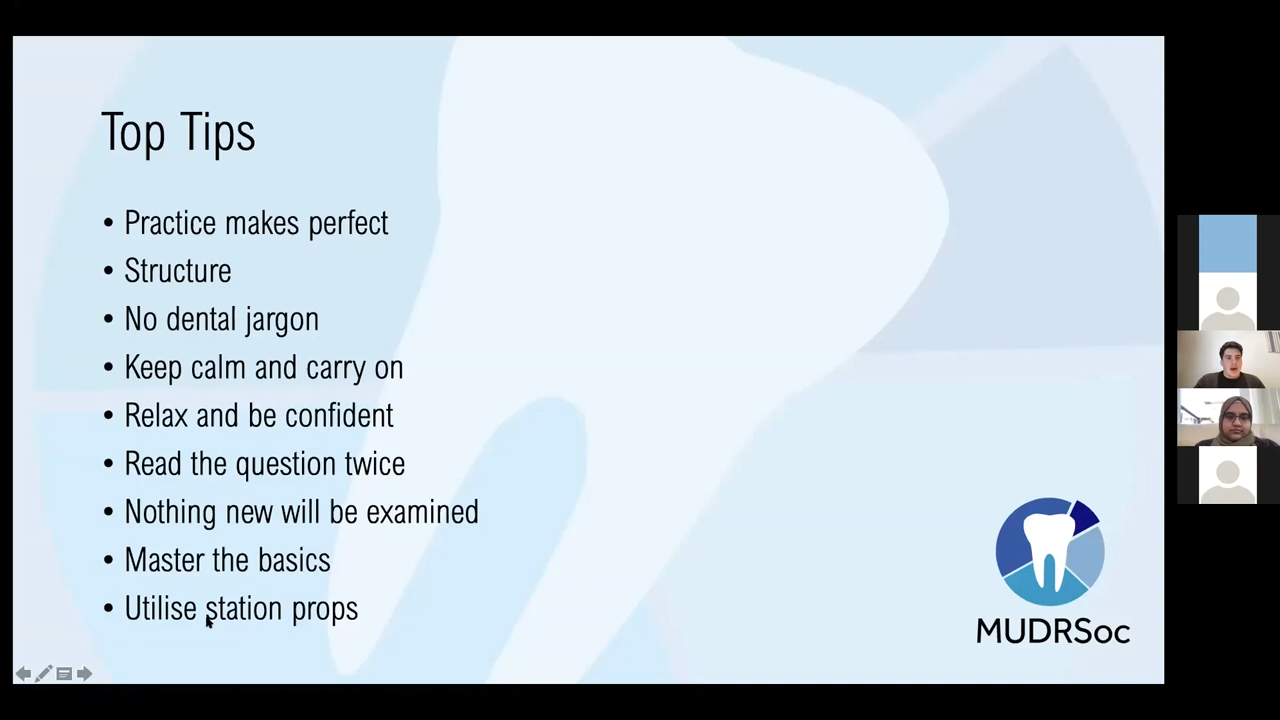 Top Tips
• Practice makes perfect
• Structure
• No dental jargon
• Keep calm and carry on
• Relax and be confident
• Read the question twice
• Nothing new will be examined
• Master the basics
• Utilise station props
MUDRSoc